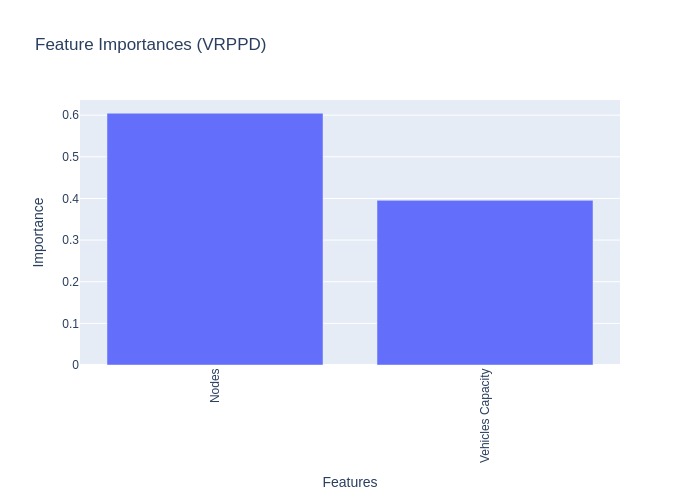 Feature Importances (VRPPD)
Importance
0.6
0.5
0.4
0.3
0.2
0.1
0
Nodes
Vehicles Capacity
Features